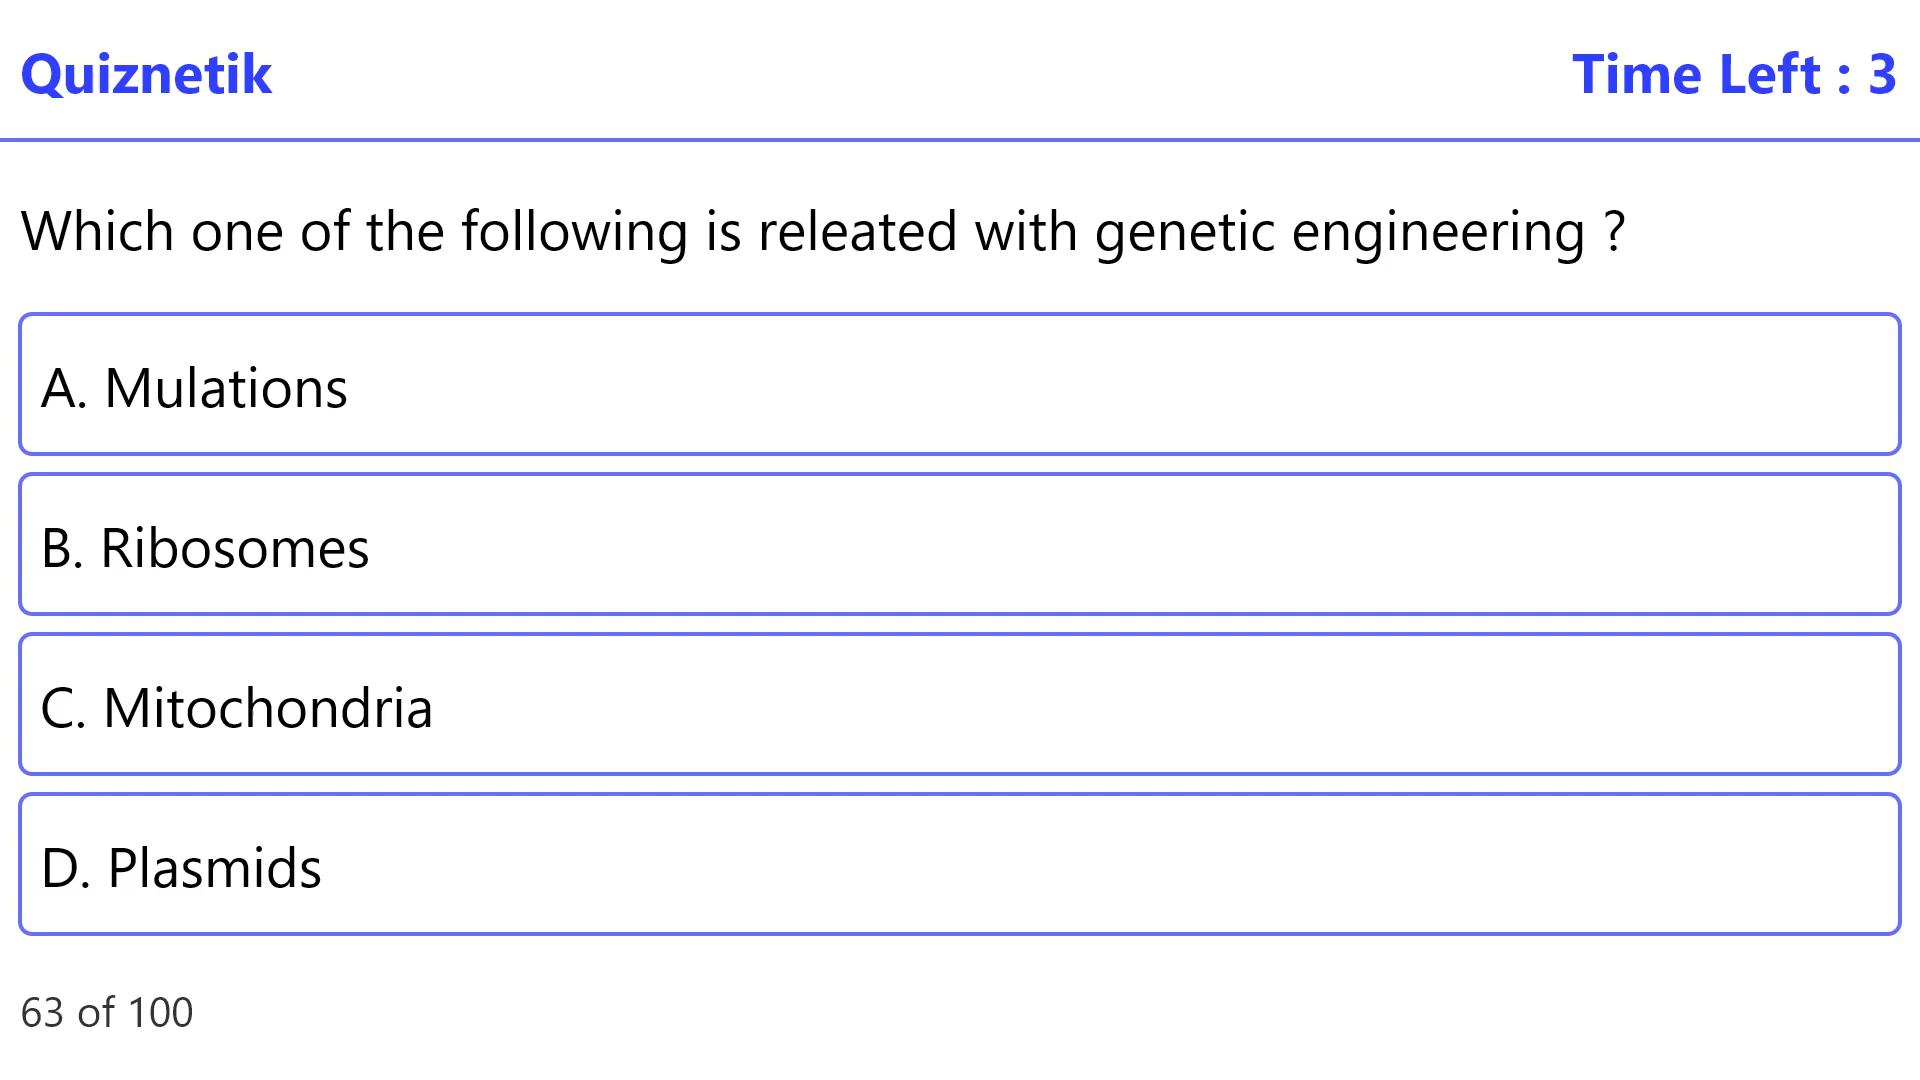 Quiznetik
Time Left : 3
Which one of the following is releated with genetic engineering ?
A. Mulations
B. Ribosomes
C. Mitochondria
D. Plasmids
63 of 100